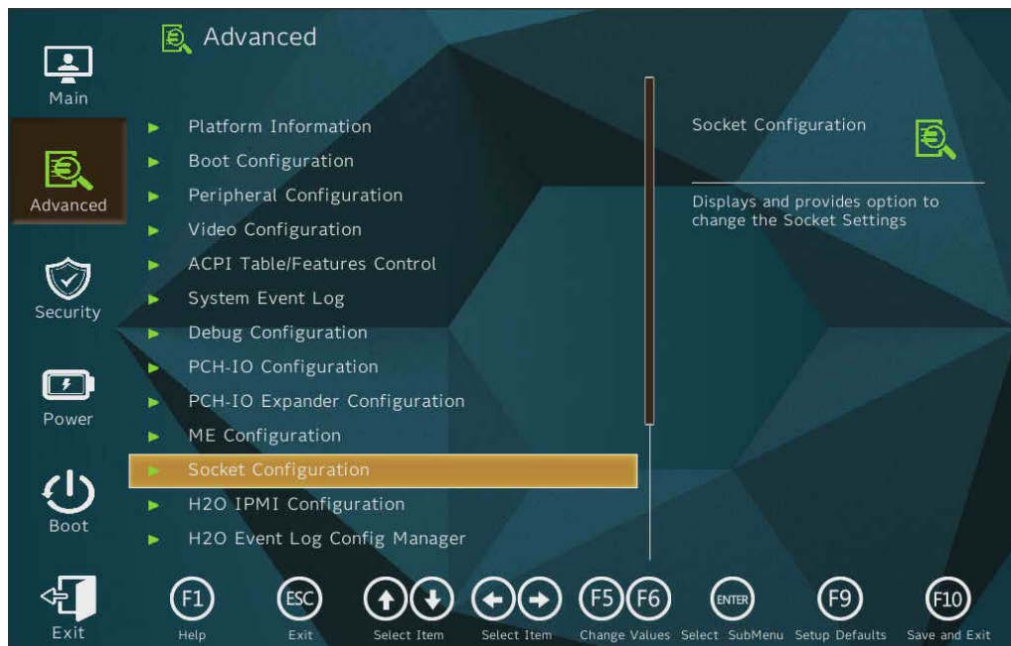 Advanced
Main
Advanced
Security
Power
Boot
Exit
Platform Information
Boot Configuration
Peripheral Configuration
Video Configuration
ACPI Table/Features Control
System Event Log
Debug Configuration
PCH-IO Configuration
PCH-IO Expander Configuration
ME Configuration
Socket Configuration
H2O IPMI Configuration
H2O Event Log Config Manager
Socket Configuration
Displays and provides option to
change the Socket Settings
F1
Help
ESC
Exit
Select Item
Select Item
F5 F6
Change Values
ENTER
Select SubMenu
F9
Setup Defaults
F10
Save and Exit